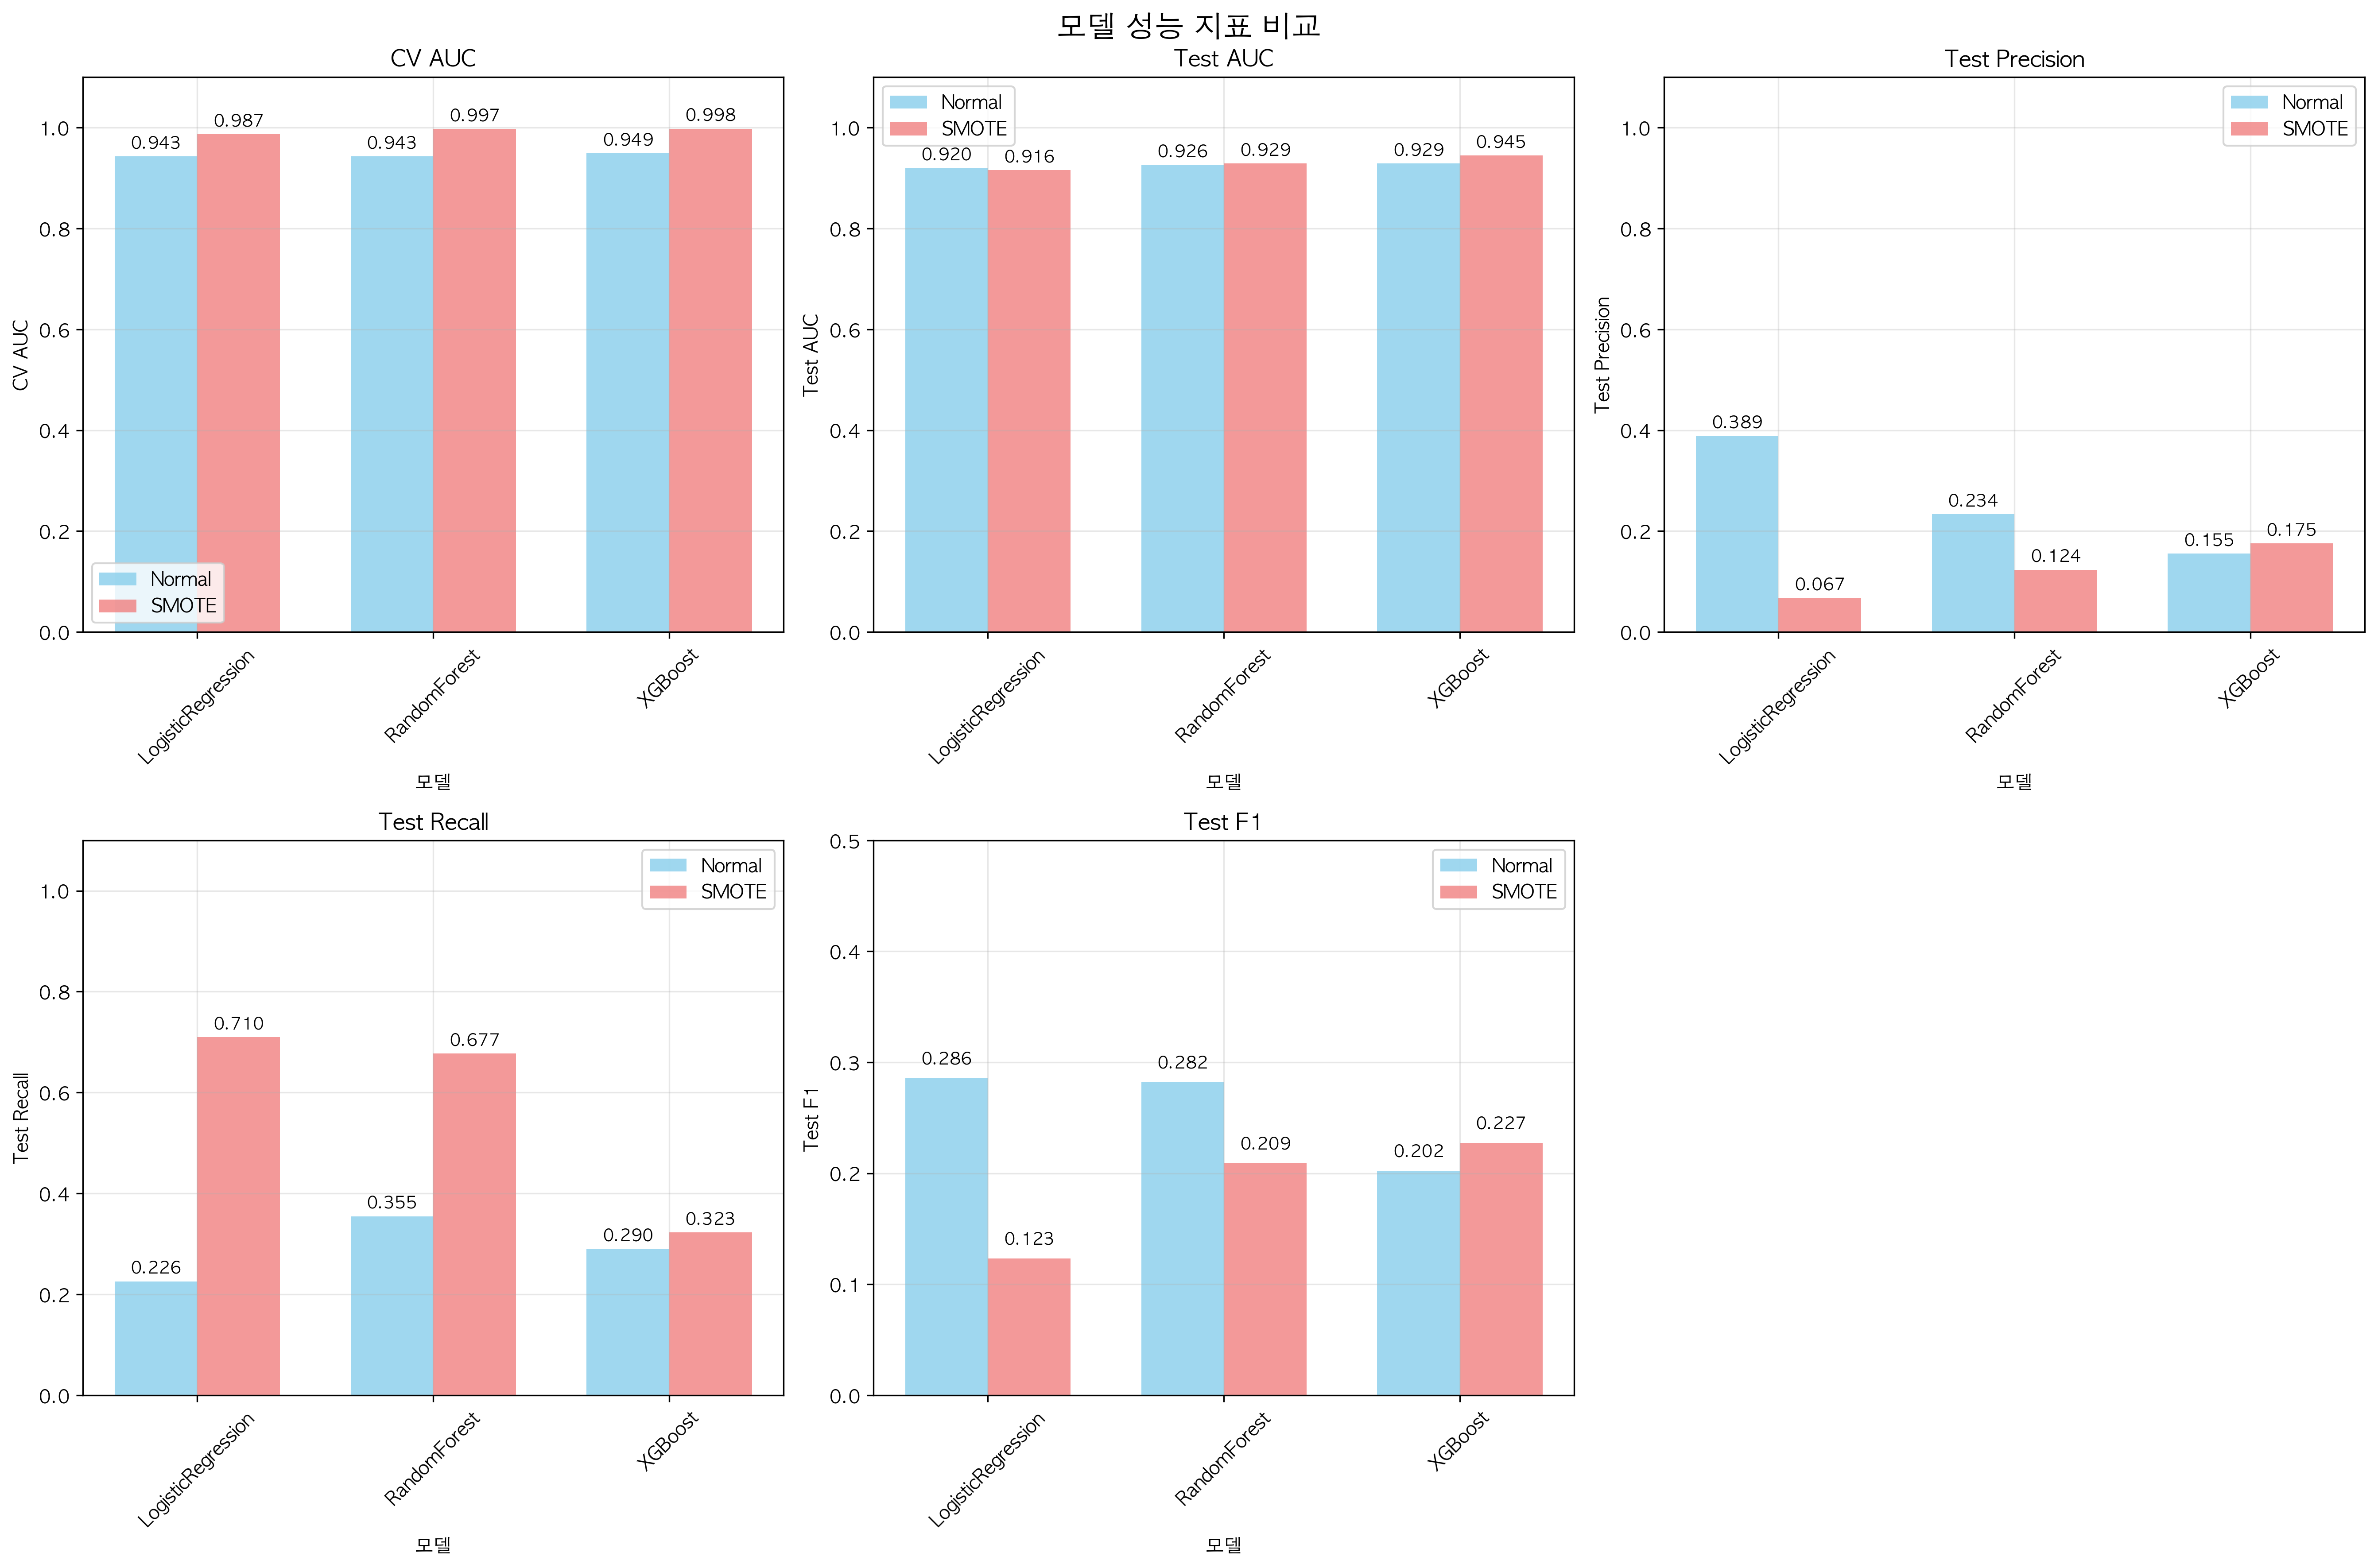 모델 성능 지표 비교
CV AUC
CV AUC
0.0
0.2
0.4
0.6
0.8
1.0
0.943
0.987
0.943
0.997
0.949
0.998
Normal
SMOTE
LogisticRegression
RandomForest
XGBoost
모델
Test AUC
Test AUC
0.0
0.2
0.4
0.6
0.8
1.0
Normal
SMOTE
0.920
0.916
0.926
0.929
0.929
0.945
LogisticRegression
RandomForest
XGBoost
모델
Test Precision
Test Precision
0.0
0.2
0.4
0.6
0.8
1.0
Normal
SMOTE
0.389
0.067
0.234
0.124
0.155
0.175
LogisticRegression
RandomForest
XGBoost
모델
Test Recall
Test Recall
0.0
0.2
0.4
0.6
0.8
1.0
Normal
SMOTE
0.226
0.710
0.355
0.677
0.290
0.323
LogisticRegression
RandomForest
XGBoost
모델
Test F1
Test F1
0.0
0.1
0.2
0.3
0.4
0.5
Normal
SMOTE
0.286
0.123
0.282
0.209
0.202
0.227
LogisticRegression
RandomForest
XGBoost
모델